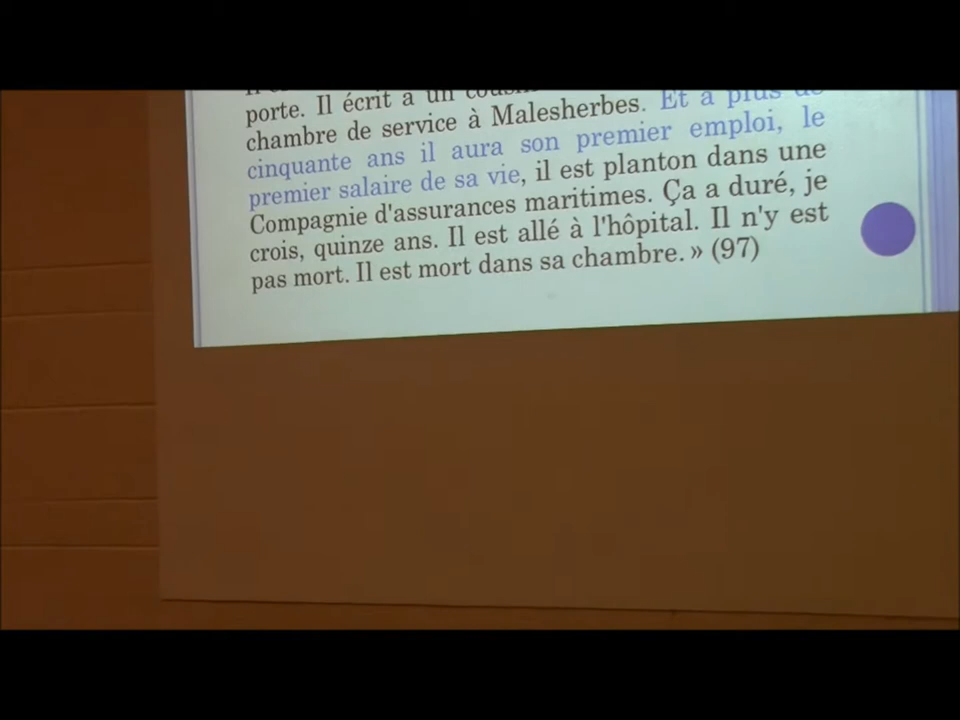 porte. Il écrit à un
chambre de service à Malesherbes. Et à plus de
cinquante ans il aura son premier emploi, le
premier salaire de sa vie, il est planton dans une
Compagnie d'assurances maritimes. Ça a duré, je
crois, quinze ans. Il est allé à l'hôpital. Il n'y est
pas mort. Il est mort dans sa chambre. » (97)